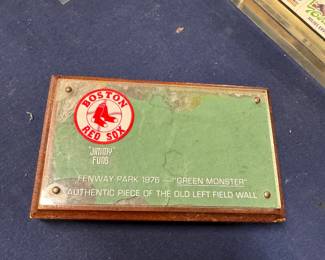 BOSTON
RED SOX
"JIMMY"
FUND
FENWAY PARK 1976 — "GREEN MONSTER"
AUTHENTIC PIECE OF THE OLD LEFT FIELD WALL